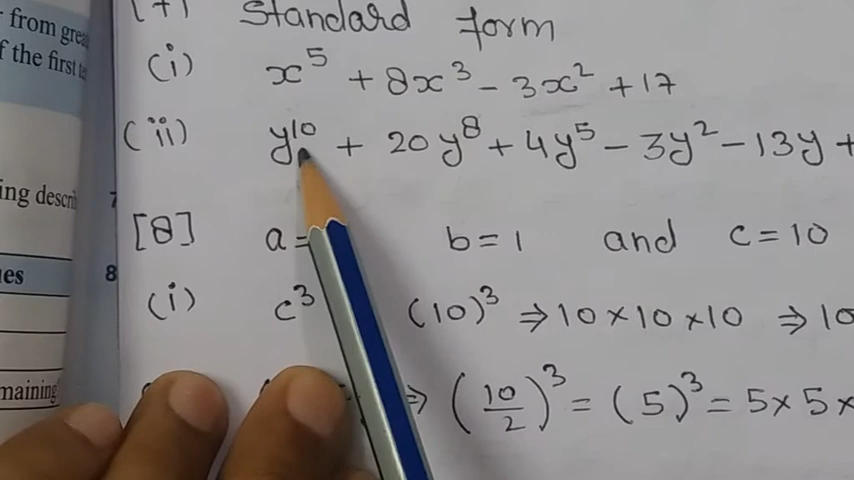 from gre
f the first te
ing descri
7
8
es
maining
Standard form
(i) x⁵ + 8x³ - 3x² + 17
(ii) y¹⁰ + 20y⁸ + 4y⁵ - 3y² - 13y +
[8] a= b=1 and c=10
(i) c³ (10)³ ⇒ 10×10×10 ⇒ 10
⇒ (10/2)³ = (5)³ = 5×5×